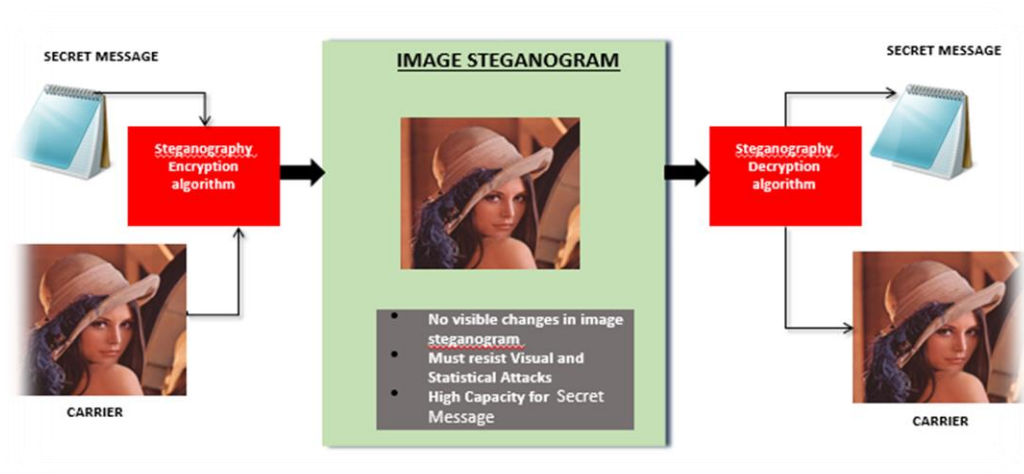 SECRET MESSAGE
Steganography
Encryption
algorithm
CARRIER
IMAGE STEGANOGRAM
• No visible changes in image
steganogram
• Must resist Visual and
Statistical Attacks
• High Capacity for Secret
Message
SECRET MESSAGE
Steganography
Decryption
algorithm
CARRIER